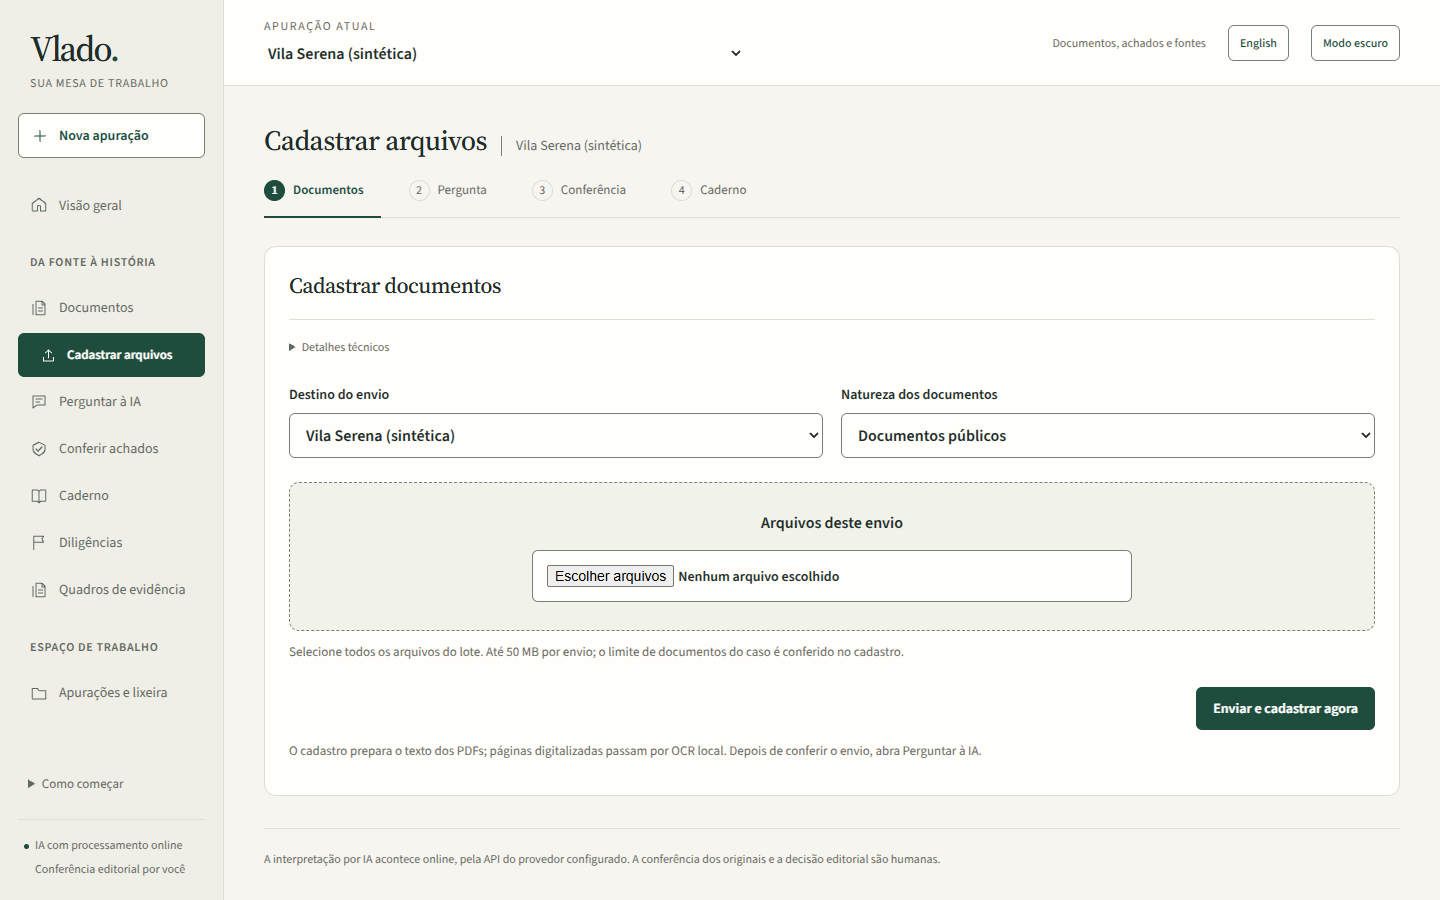 Vlado.
SUA MESA DE TRABALHO
Nova apuração
Visão geral
DA FONTE À HISTÓRIA
Documentos
Cadastrar arquivos
Perguntar à IA
Conferir achados
Caderno
Diligências
Quadros de evidência
ESPAÇO DE TRABALHO
Apurações e lixeira
Como começar
IA com processamento online
Conferência editorial por você
APURAÇÃO ATUAL
Vila Serena (sintética)
Documentos, achados e fontes
English
Modo escuro
Cadastrar arquivos
Vila Serena (sintética)
1 Documentos
2 Pergunta
3 Conferência
4 Caderno
Cadastrar documentos
Detalhes técnicos
Destino do envio
Vila Serena (sintética)
Natureza dos documentos
Documentos públicos
Arquivos deste envio
Escolher arquivos Nenhum arquivo escolhido
Selecione todos os arquivos do lote. Até 50 MB por envio; o limite de documentos do caso é conferido no cadastro.
Enviar e cadastrar agora
O cadastro prepara o texto dos PDFs; páginas digitalizadas passam por OCR local. Depois de conferir o envio, abra Perguntar à IA.
A interpretação por IA acontece online, pela API do provedor configurado. A conferência dos originais e a decisão editorial são humanas.